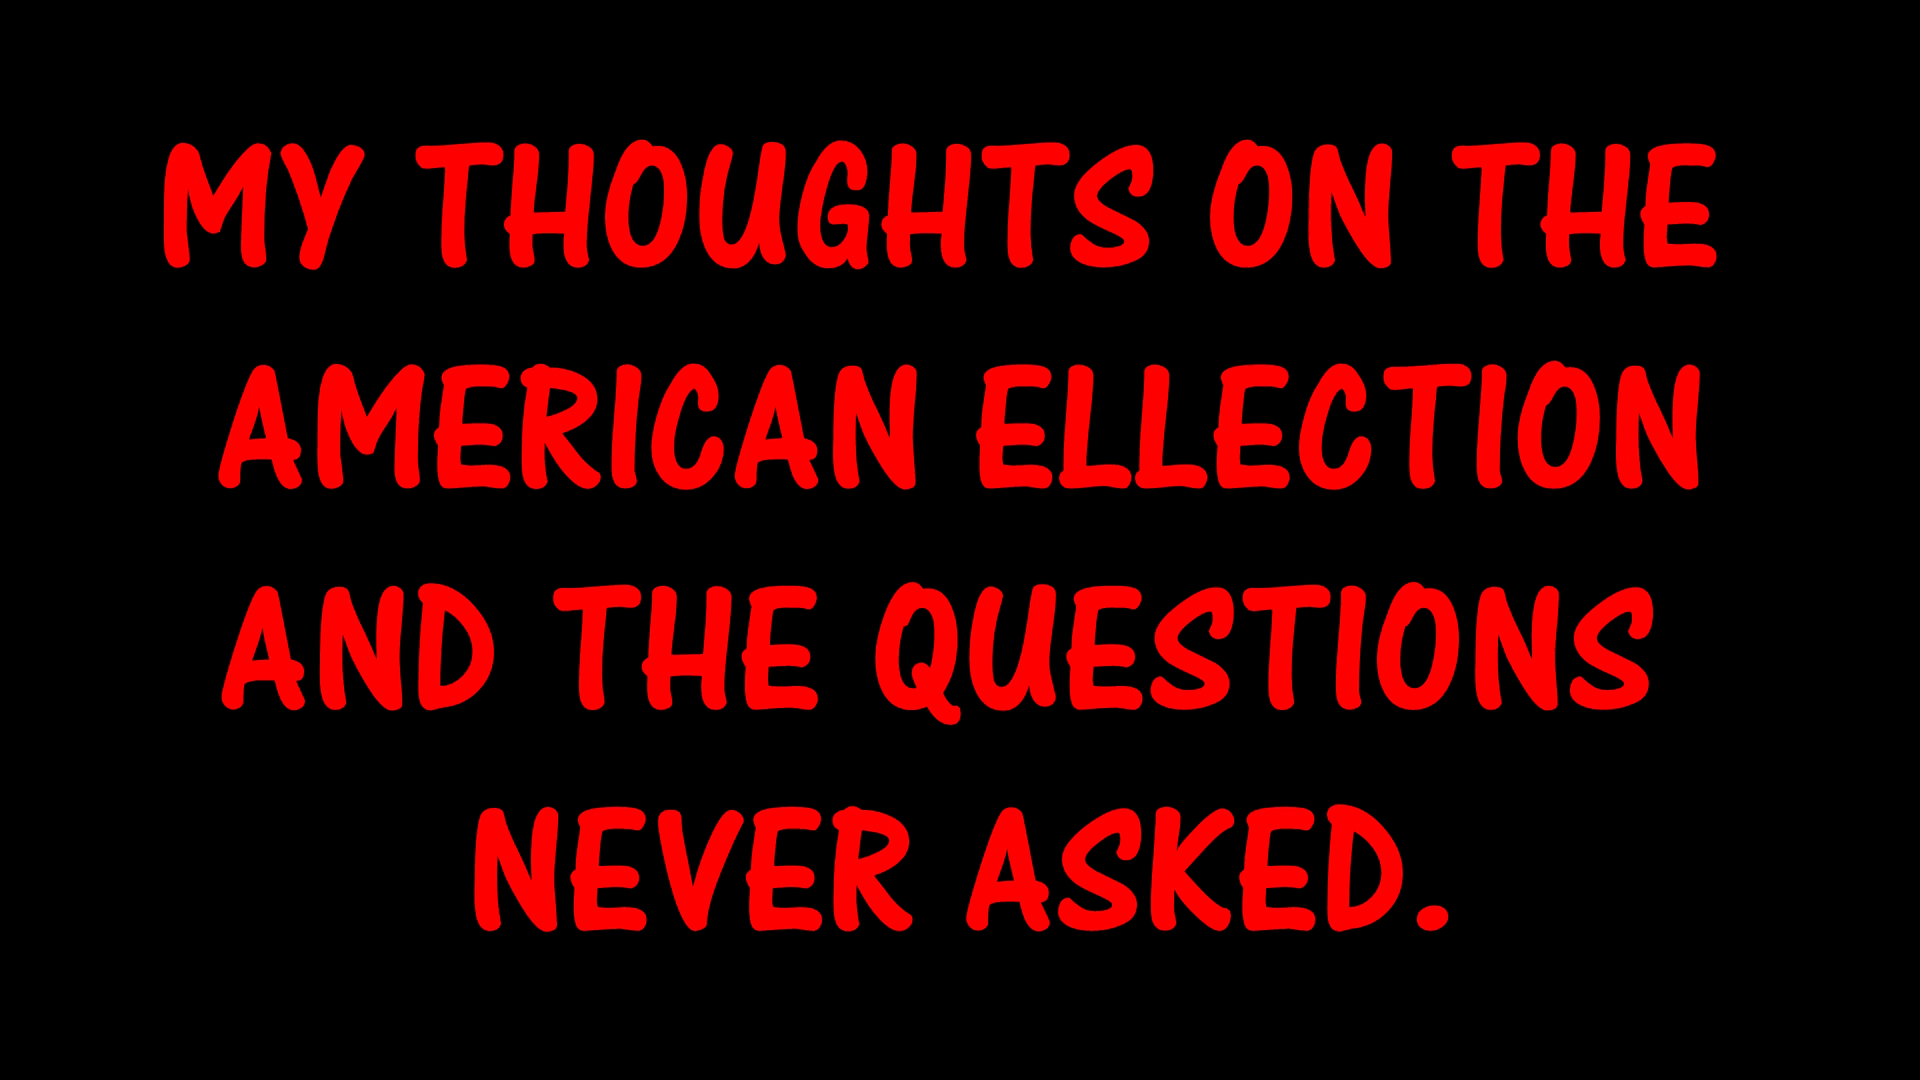 MY THOUGHTS ON THE
AMERICAN ELLECTION
AND THE QUESTIONS
NEVER ASKED.